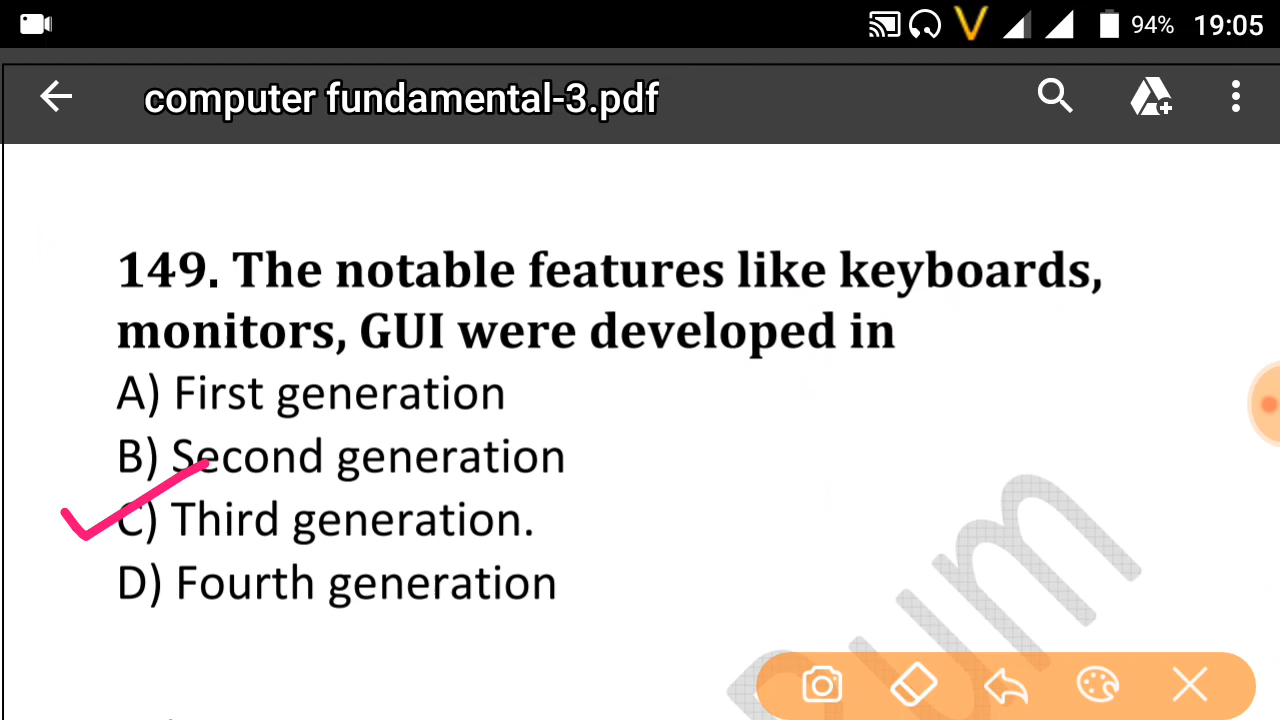 94% 19:05
computer fundamental-3.pdf
149. The notable features like keyboards,
monitors, GUI were developed in
A) First generation
B) Second generation
C) Third generation.
D) Fourth generation